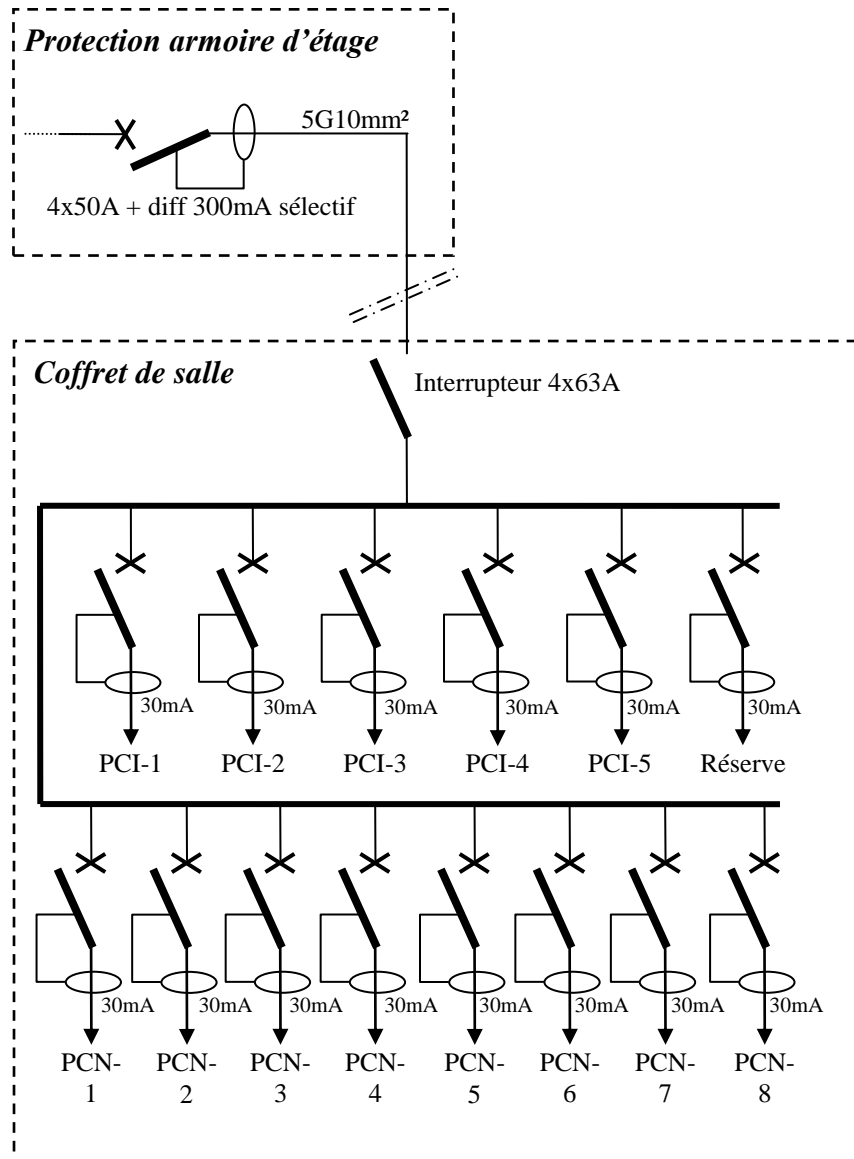 Protection armoire d'étage
5G10mm²
4x50A + diff 300mA sélectif
Coffret de salle
Interrupteur 4x63A
30mA 30mA 30mA 30mA 30mA 30mA
PCI-1 PCI-2 PCI-3 PCI-4 PCI-5 Réserve
30mA 30mA 30mA 30mA 30mA 30mA 30mA 30mA
PCN- PCN- PCN- PCN- PCN- PCN- PCN- PCN-
1 2 3 4 5 6 7 8